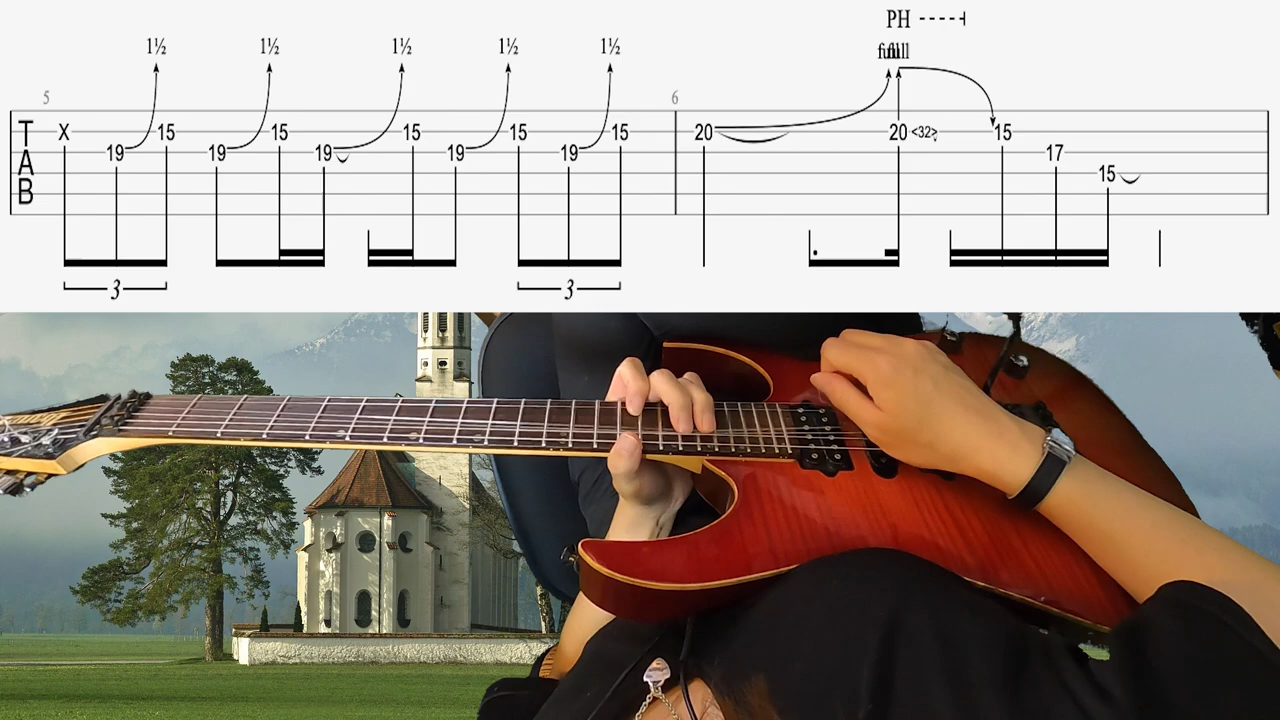 PH
1½ 1½ 1½ 1½ 1½ full
5 6
T X 15 15 15 15 15 20 20 <32> 15
A 19 19 19 19 19 17
B 15
3 3